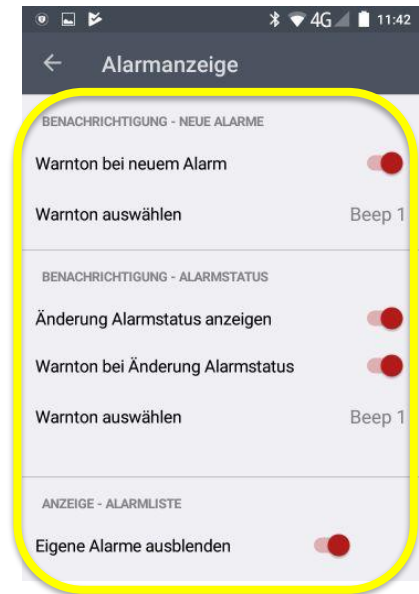 4G 11:42
Alarmanzeige
BENACHRICHTIGUNG - NEUE ALARME
Warnton bei neuem Alarm
Warnton auswählen Beep 1
BENACHRICHTIGUNG - ALARMSTATUS
Änderung Alarmstatus anzeigen
Warnton bei Änderung Alarmstatus
Warnton auswählen Beep 1
ANZEIGE - ALARMLISTE
Eigene Alarme ausblenden